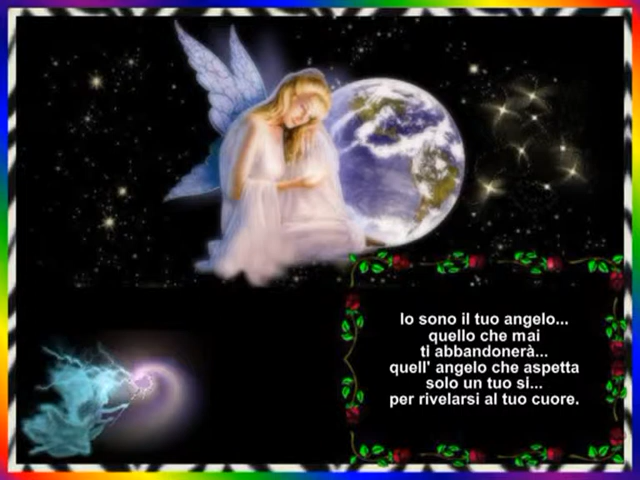 Io sono il tuo angelo...
quello che mai
ti abbandonerà...
quell' angelo che aspetta
solo un tuo si...
per rivelarsi al tuo cuore.